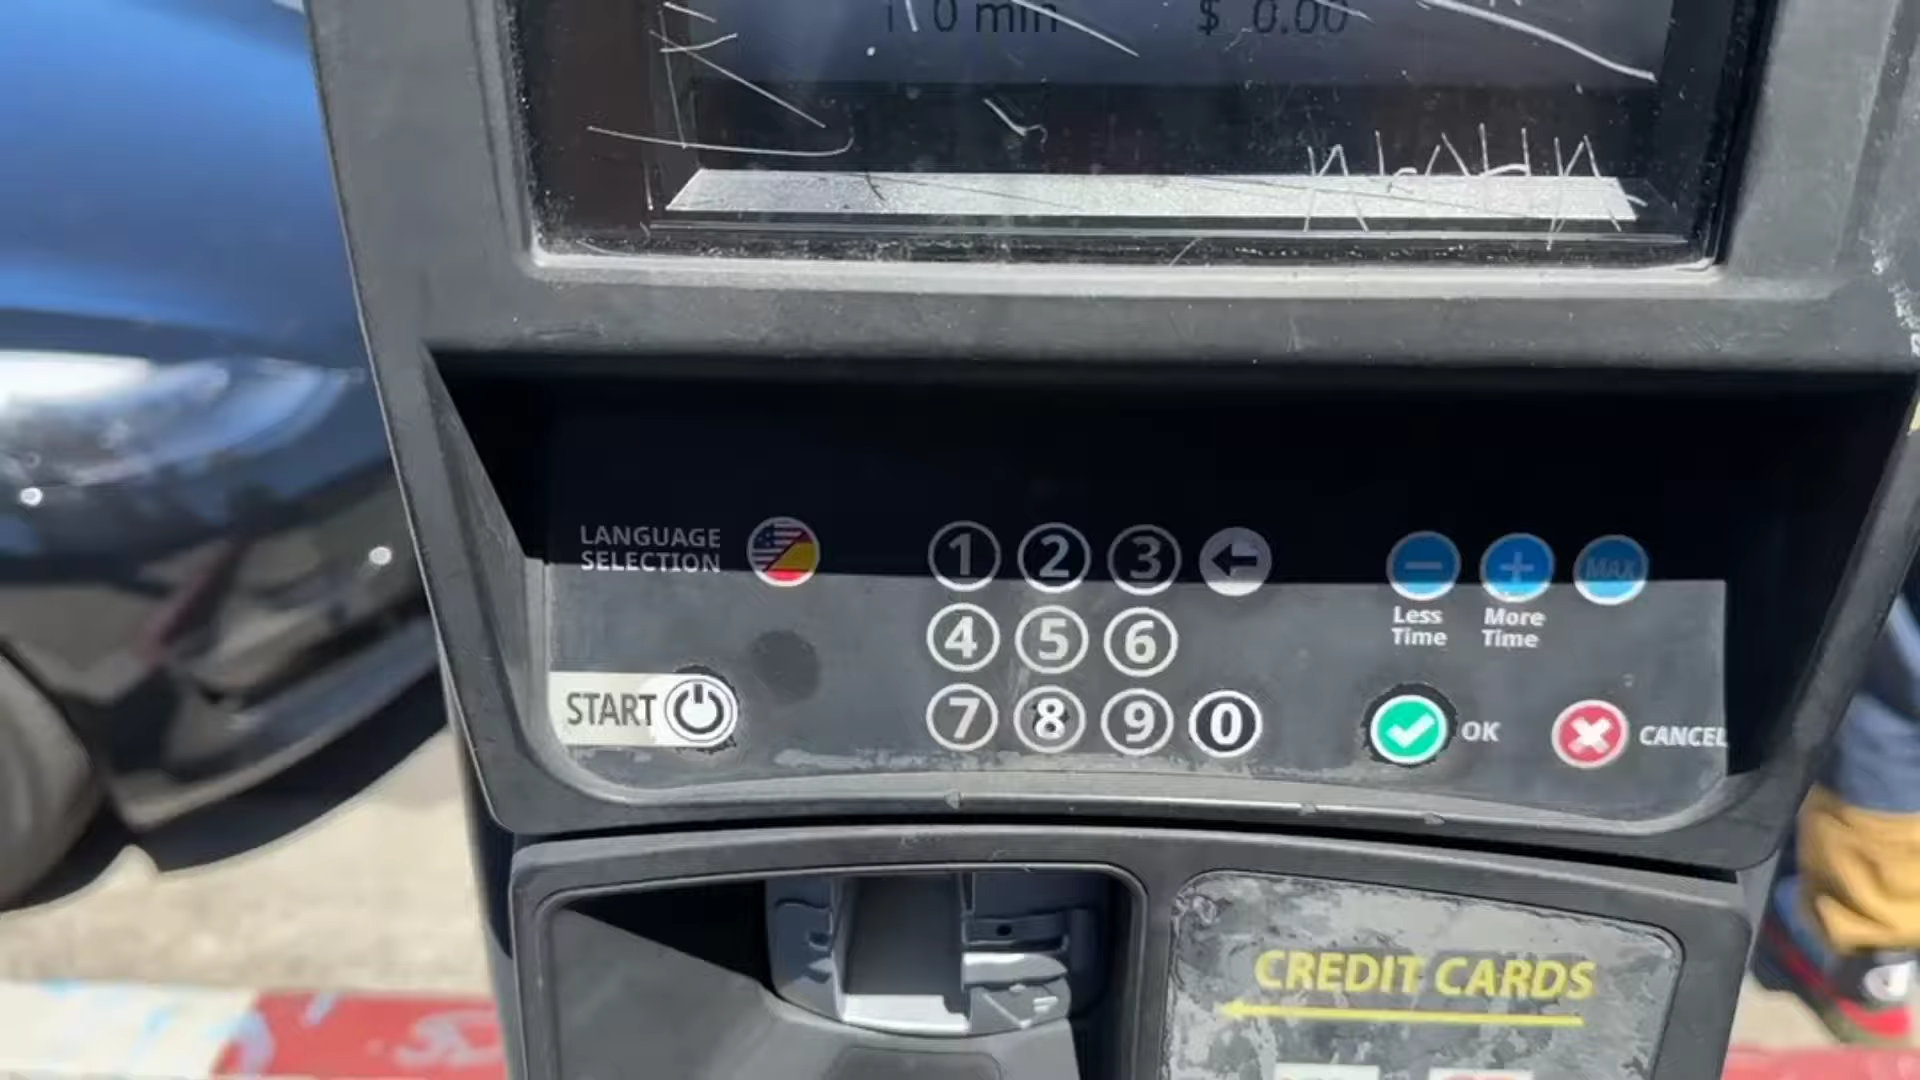 0 min $ 0.00
LANGUAGE
SELECTION
1 2 3
MAX
Less
Time
More
Time
4 5 6
START
7 8 9 0
OK
CANCEL
CREDIT CARDS